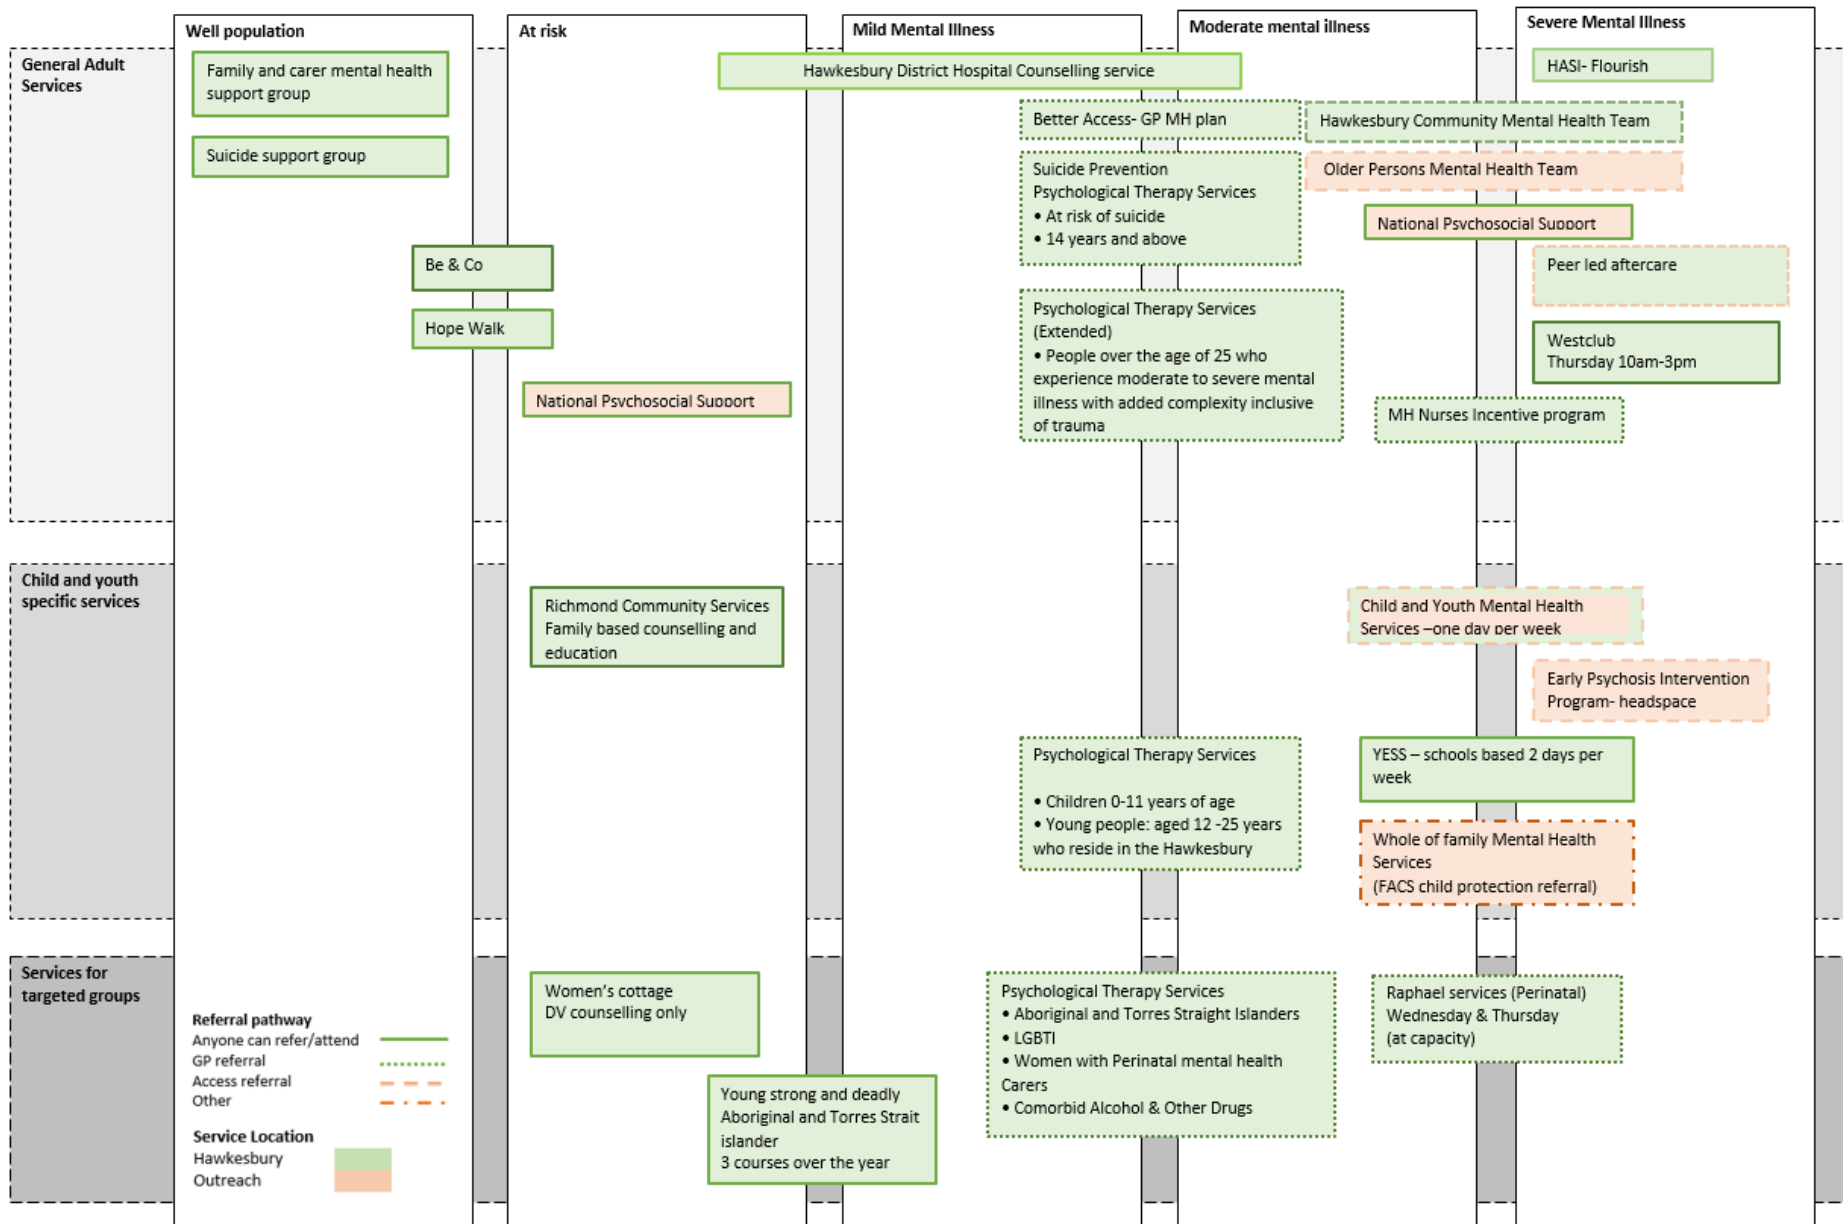 Well population
At risk
Mild Mental Illness
Moderate mental illness
Severe Mental Illness
General Adult
Services
Family and carer mental health
support group
Suicide support group
Be & Co
Hope Walk
National Psychosocial Support
Hawkesbury District Hospital Counselling service
Better Access- GP MH plan
Suicide Prevention
Psychological Therapy Services
• At risk of suicide
• 14 years and above
Psychological Therapy Services
(Extended)
• People over the age of 25 who
experience moderate to severe mental
illness with added complexity inclusive
of trauma
HASI- Flourish
Hawkesbury Community Mental Health Team
Older Persons Mental Health Team
National Psychosocial Support
Peer led aftercare
Westclub
Thursday 10am-3pm
MH Nurses Incentive program
Child and youth
specific services
Richmond Community Services
Family based counselling and
education
Psychological Therapy Services
• Children 0-11 years of age
• Young people: aged 12 -25 years
who reside in the Hawkesbury
Child and Youth Mental Health
Services –one day per week
Early Psychosis Intervention
Program- headspace
YESS – schools based 2 days per
week
Whole of family Mental Health
Services
(FACS child protection referral)
Services for
targeted groups
Women's cottage
DV counselling only
Young strong and deadly
Aboriginal and Torres Strait
islander
3 courses over the year
Psychological Therapy Services
• Aboriginal and Torres Straight Islanders
• LGBTI
• Women with Perinatal mental health
Carers
• Comorbid Alcohol & Other Drugs
Raphael services (Perinatal)
Wednesday & Thursday
(at capacity)
Referral pathway
Anyone can refer/attend
GP referral
Access referral
Other
Service Location
Hawkesbury
Outreach